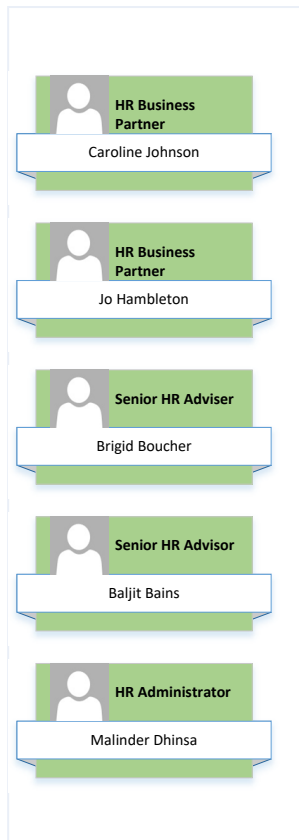 HR Business
Partner
Caroline Johnson
HR Business
Partner
Jo Hambleton
Senior HR Adviser
Brigid Boucher
Senior HR Advisor
Baljit Bains
HR Administrator
Malinder Dhinsa